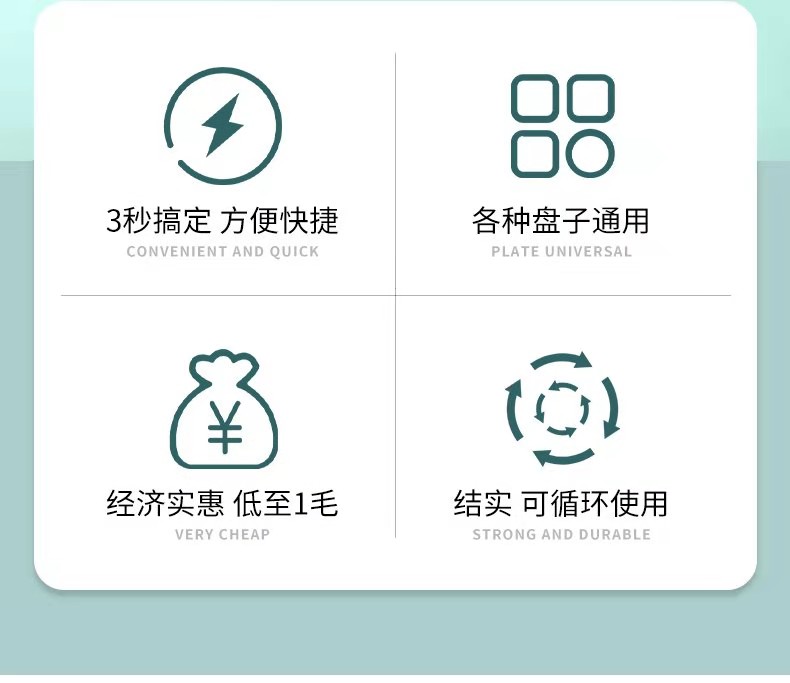 3秒搞定 方便快捷
CONVENIENT AND QUICK
各种盘子通用
PLATE UNIVERSAL
¥
经济实惠 低至1毛
VERY CHEAP
结实 可循环使用
STRONG AND DURABLE